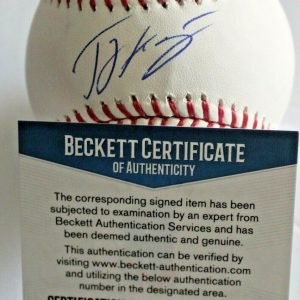 BECKETT CERTIFICATE
OF AUTHENTICITY
The corresponding signed item has been
subjected to examination by an expert from
Beckett Authentication Services and has
been deemed authentic and genuine.
This authentication can be verified by
visiting www.beckett-authentication.com
and utilizing the below authentication
number in the designated area.